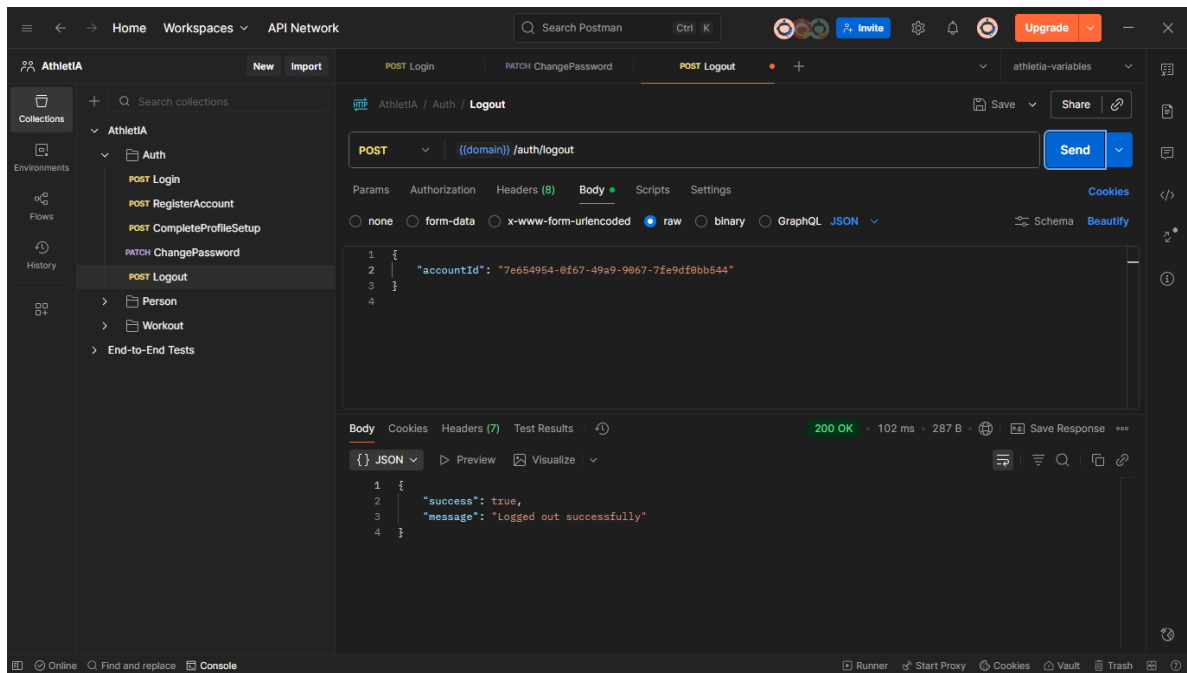 Home Workspaces API Network Search Postman Ctrl K Invite Upgrade
AthletIA New Import POST Login PATCH ChangePassword POST Logout athletia-variables
Collections
Environments
Flows
History
Search collections
AthletIA
Auth
POST Login
POST RegisterAccount
POST CompleteProfileSetup
PATCH ChangePassword
POST Logout
Person
Workout
End-to-End Tests
HTTP AthletIA / Auth / Logout Save Share
POST {{domain}} /auth/logout Send
Params Authorization Headers (8) Body Scripts Settings Cookies
none form-data x-www-form-urlencoded raw binary GraphQL JSON Schema Beautify
1 {
2 "accountId": "7e654954-0f67-49a9-9067-7fe9df0bb544"
3 }
4
Body Cookies Headers (7) Test Results 200 OK 102 ms 287 B e.g. Save Response
{} JSON Preview Visualize
1 {
2 "success": true,
3 "message": "Logged out successfully"
4 }
Online Find and replace Console Runner Start Proxy Cookies Vault Trash